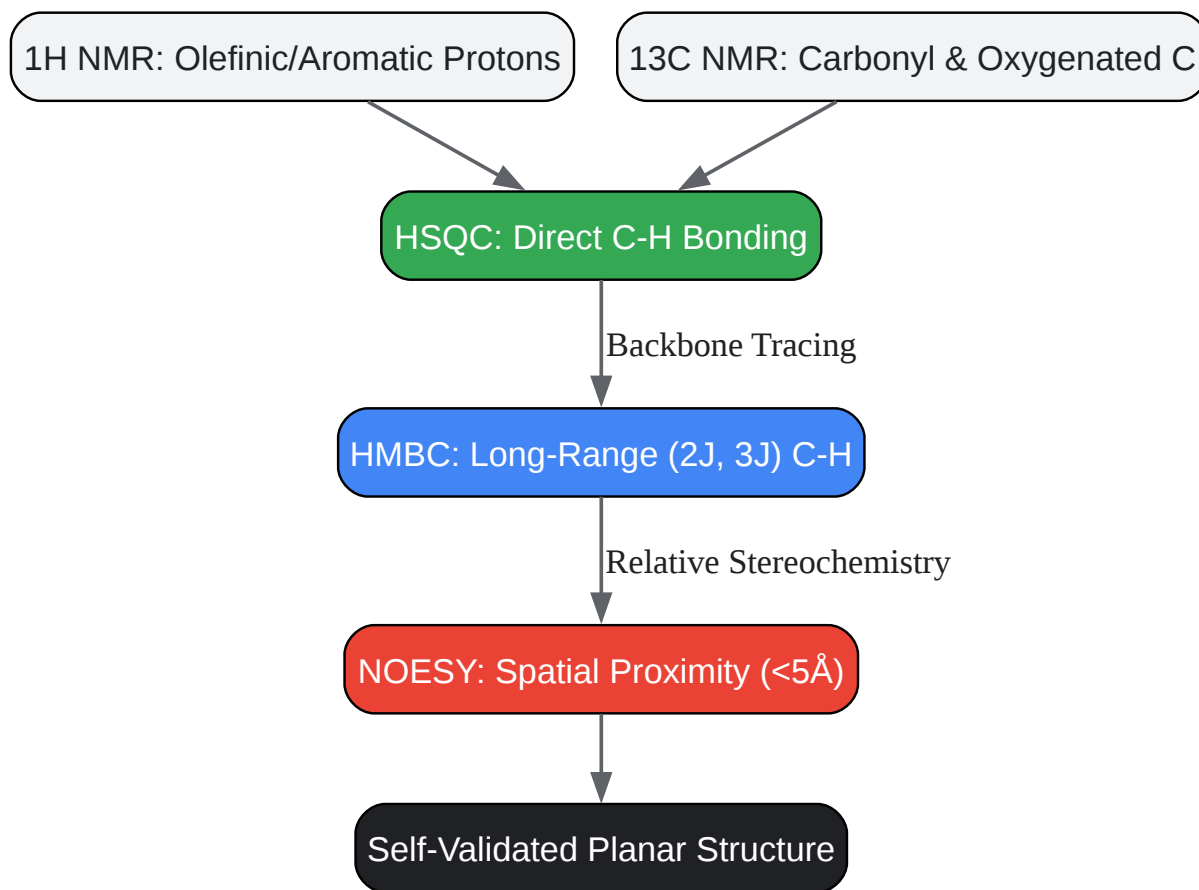 1H NMR: Olefinic/Aromatic Protons
13C NMR: Carbonyl & Oxygenated C
HSQC: Direct C-H Bonding
Backbone Tracing
HMBC: Long-Range (2J, 3J) C-H
Relative Stereochemistry
NOESY: Spatial Proximity (<5Å)
Self-Validated Planar Structure